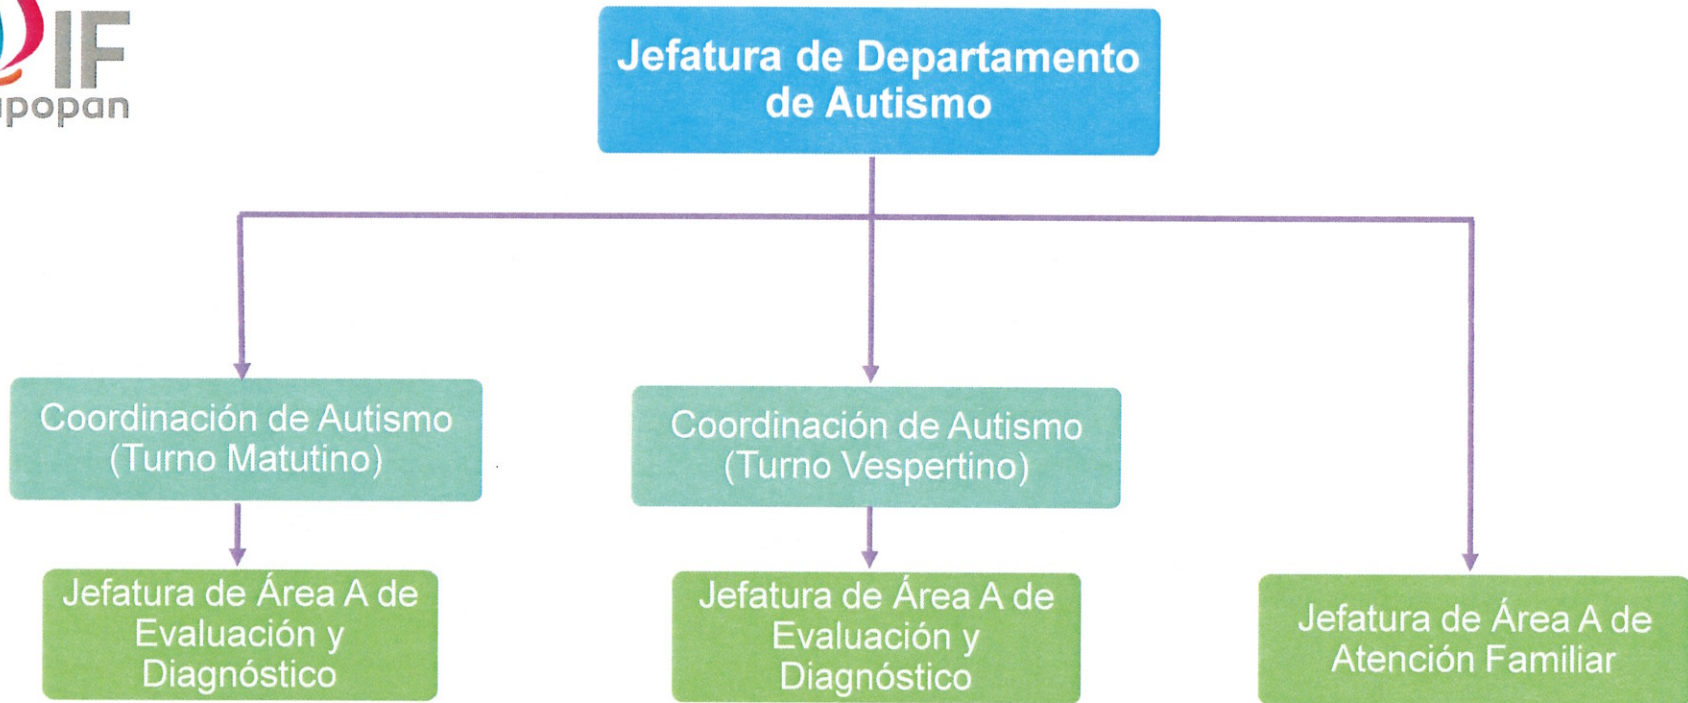 IF
popan
Jefatura de Departamento
de Autismo
Coordinación de Autismo
(Turno Matutino)
Coordinación de Autismo
(Turno Vespertino)
Jefatura de Área A de
Evaluación y
Diagnóstico
Jefatura de Área A de
Evaluación y
Diagnóstico
Jefatura de Área A de
Atención Familiar